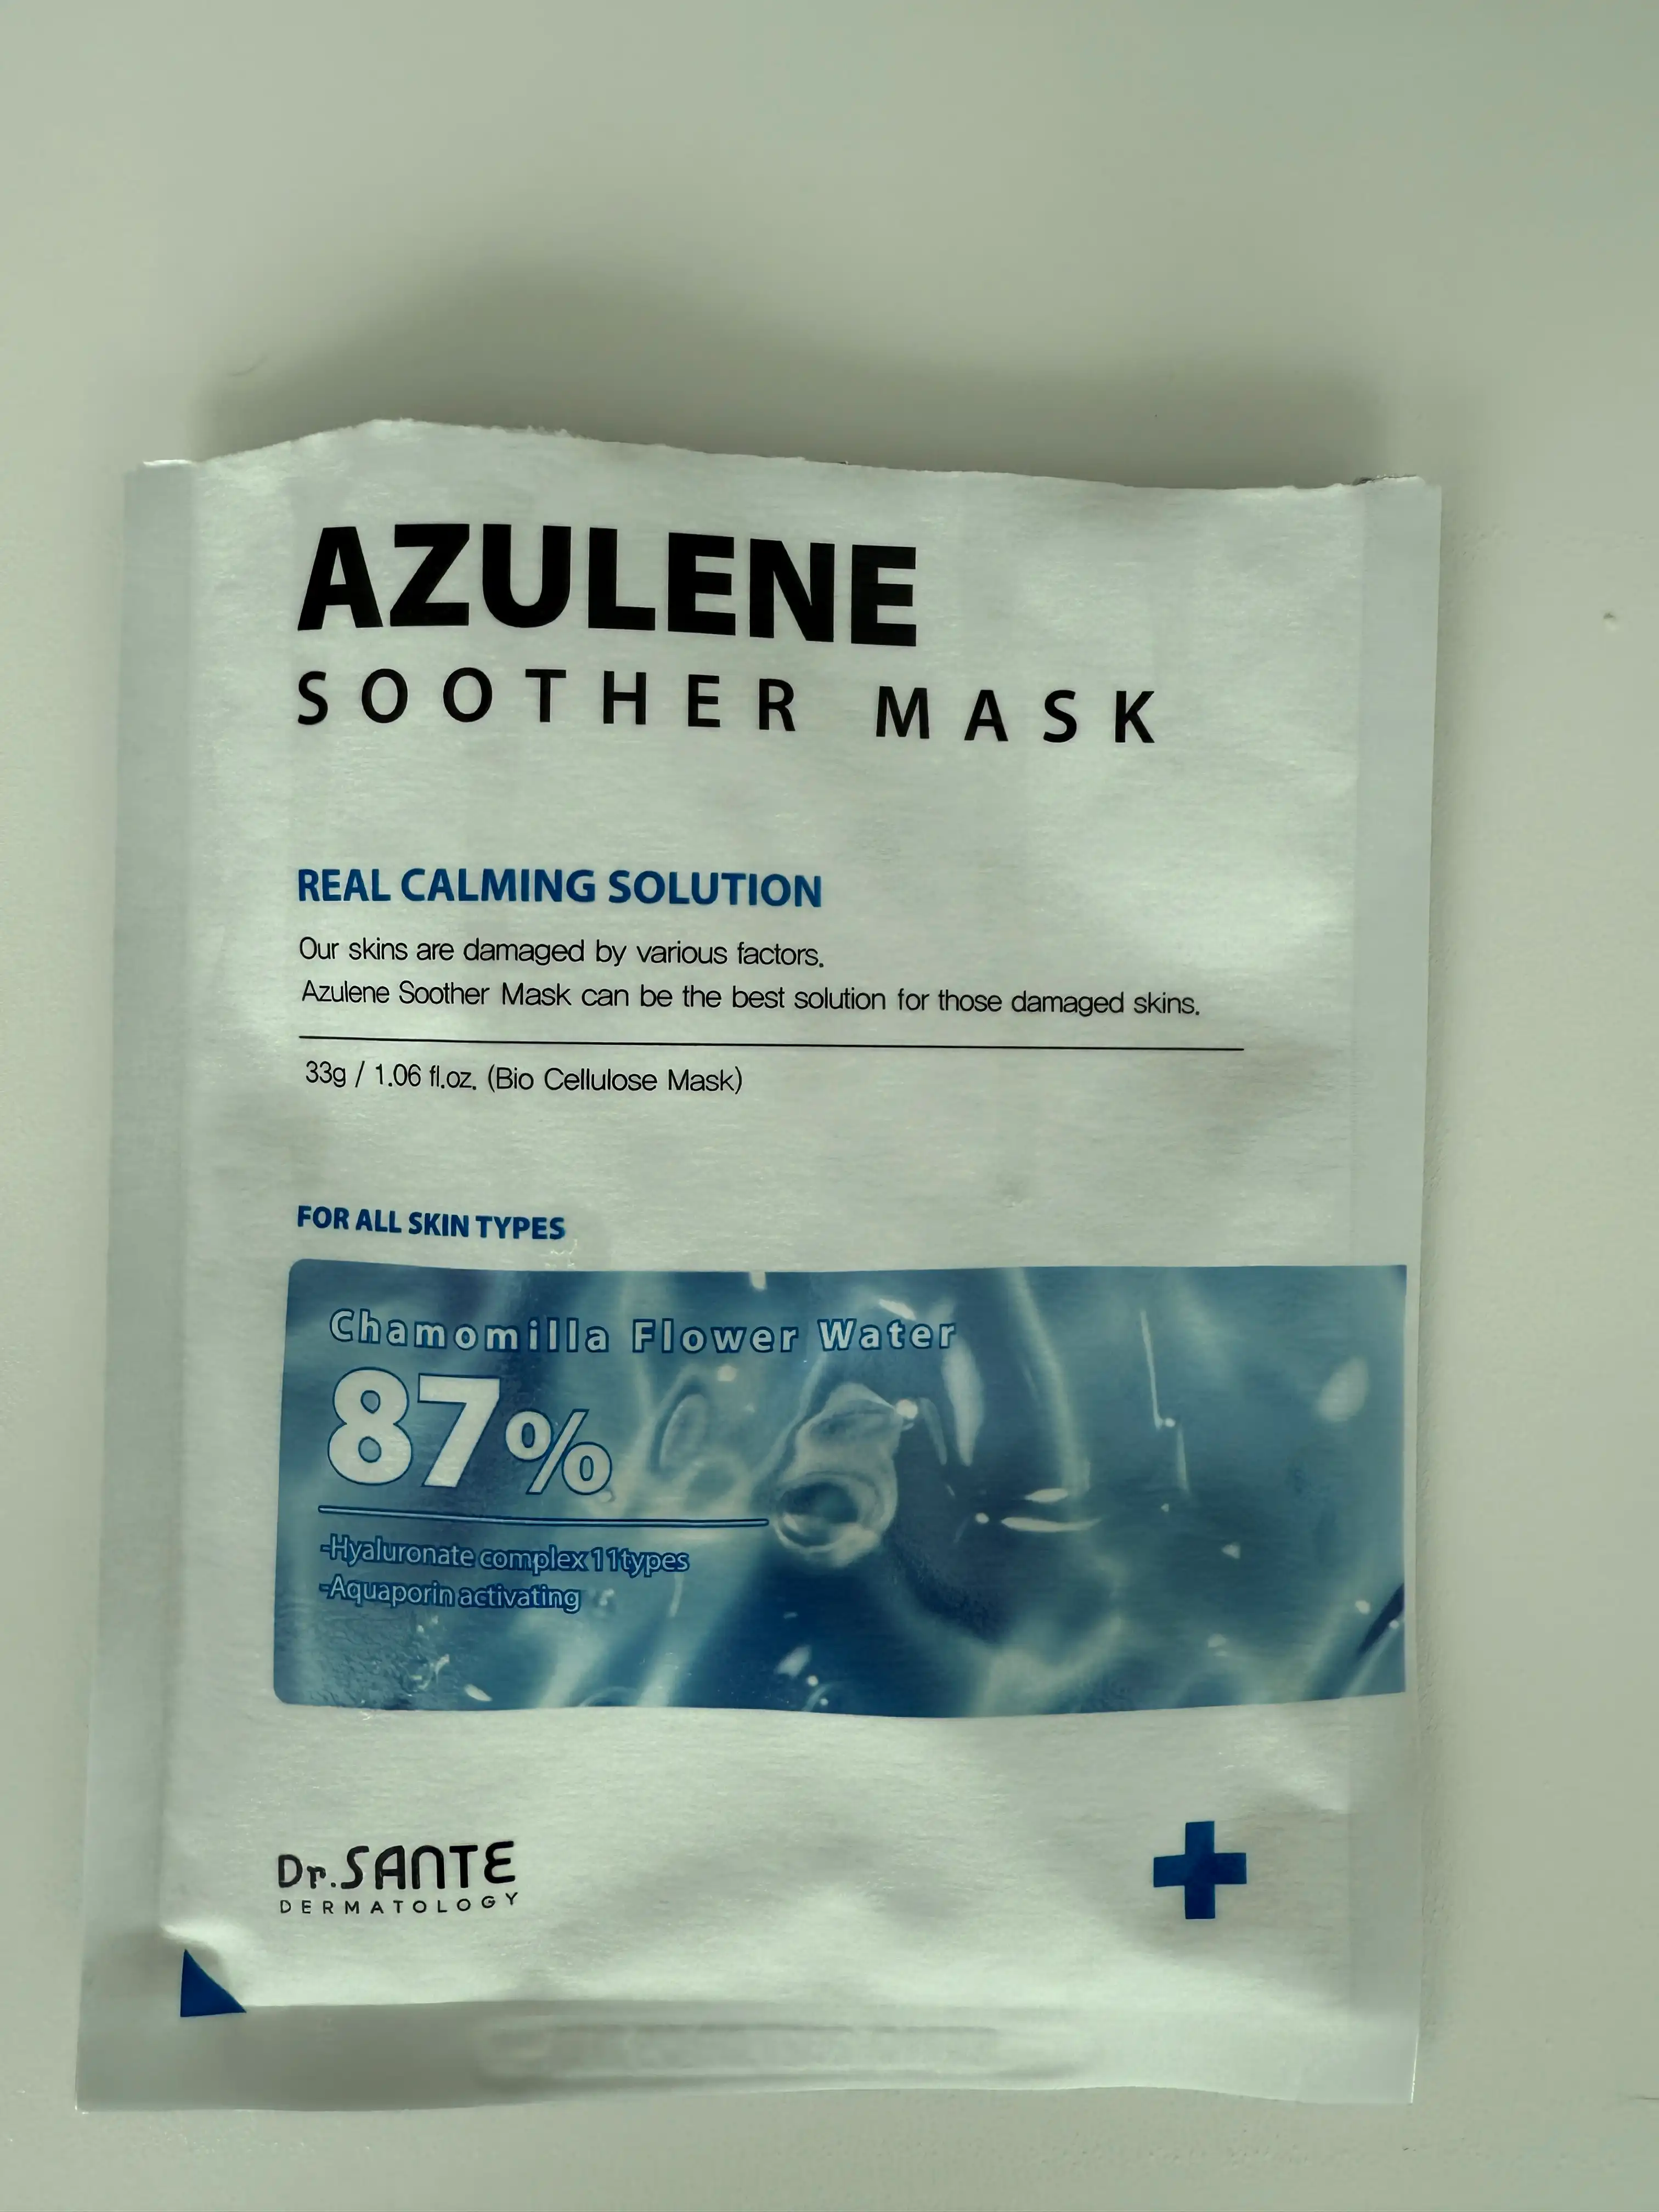 AZULENE
SOOTHER MASK
REAL CALMING SOLUTION
Our skins are damaged by various factors.
Azulene Soother Mask can be the best solution for those damaged skins.
33g / 1.06 fl.oz. (Bio Cellulose Mask)
FOR ALL SKIN TYPES
Chamomilla Flower Water
87%
-Hyaluronate complex 11types
-Aquaporin activating
Dr.SANTE
DERMATOLOGY